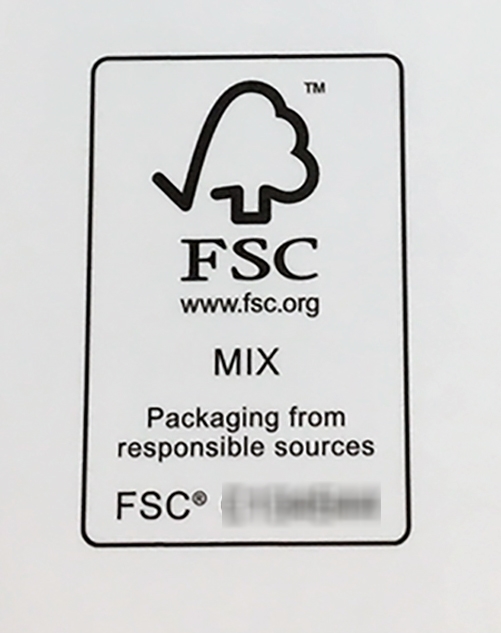 TM
FSC
www.fsc.org
MIX
Packaging from
responsible sources
FSC®